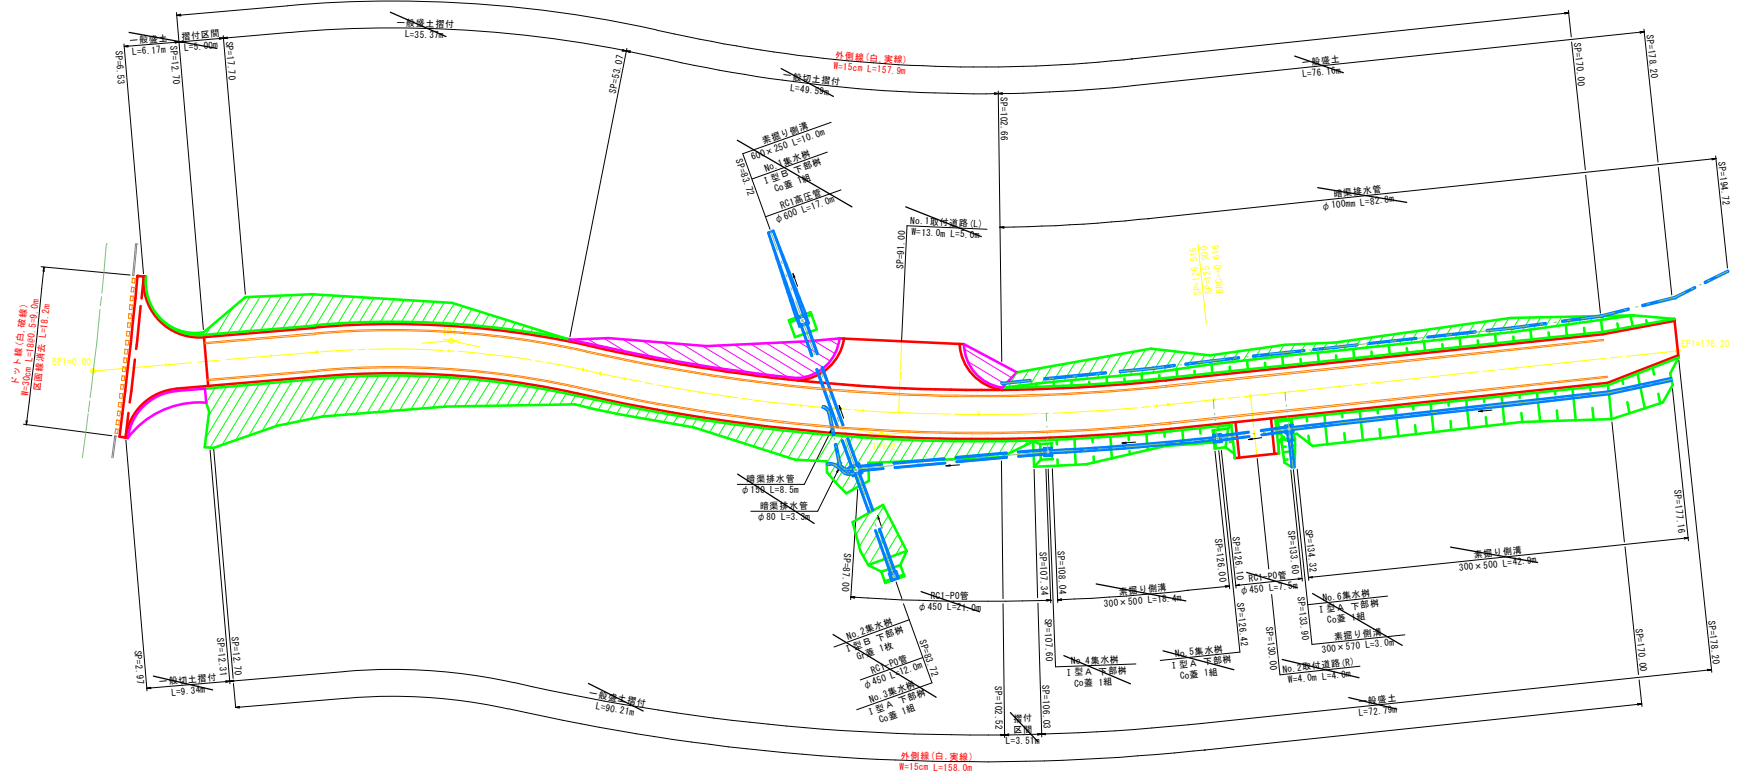 一般盛土
L=6.17m
摺付区間
L=5.00m
一般盛土摺付
L=35.37m
外側線(白.実線)
W=15cm L=157.9m
一般切土摺付
L=49.59m
一般盛土
L=76.16m
SP=6.53
SP=12.70
SP=17.70
SP=53.07
SP=102.66
SP=170.00
SP=178.20
SP=194.72
素掘り側溝
600×250 L=10.0m
No.1集水桝
Ⅰ型B 下部桝
Co蓋 1組
RC1高圧管
φ600 L=17.0m
SP=83.72
No.1取付道路(L)
W=13.0m L=5.0m
SP=91.00
暗渠排水管
φ100mm L=82.8m
ドット線(白.破線)
W=30cm L=18@0.5=9.0m
区画線消去 L=18.2m
EP1=178.20
暗渠排水管
φ150 L=8.5m
暗渠排水管
φ80 L=3.3m
SP=87.00
RC1-PO管
φ450 L=21.0m
SP=107.34
SP=108.04
素掘り側溝
300×500 L=18.4m
SP=126.00
SP=126.10
RC1-PO管
φ450 L=7.5m
SP=133.60
SP=134.32
素掘り側溝
300×500 L=42.9m
SP=177.16
No.2集水桝
Ⅰ型B 下部桝
Gr蓋 1枚
RC1-PO管
φ450 L=12.0m
No.3集水桝
Ⅰ型A 下部桝
Co蓋 1組
SP=83.72
SP=107.60
No.4集水桝
Ⅰ型A 下部桝
Co蓋 1組
No.5集水桝
Ⅰ型A 下部桝
Co蓋 1組
SP=126.42
SP=130.00
No.2取付道路(R)
W=4.0m L=4.0m
SP=133.90
No.6集水桝
Ⅰ型A 下部桝
Co蓋 1組
素掘り側溝
300×570 L=3.0m
SP=2.97
SP=12.31
SP=12.70
一般切土摺付
L=9.34m
一般盛土摺付
L=90.21m
SP=102.52
SP=106.03
摺付
区間
L=3.51m
一般盛土
L=72.79m
SP=170.00
SP=178.20
外側線(白.実線)
W=15cm L=158.0m